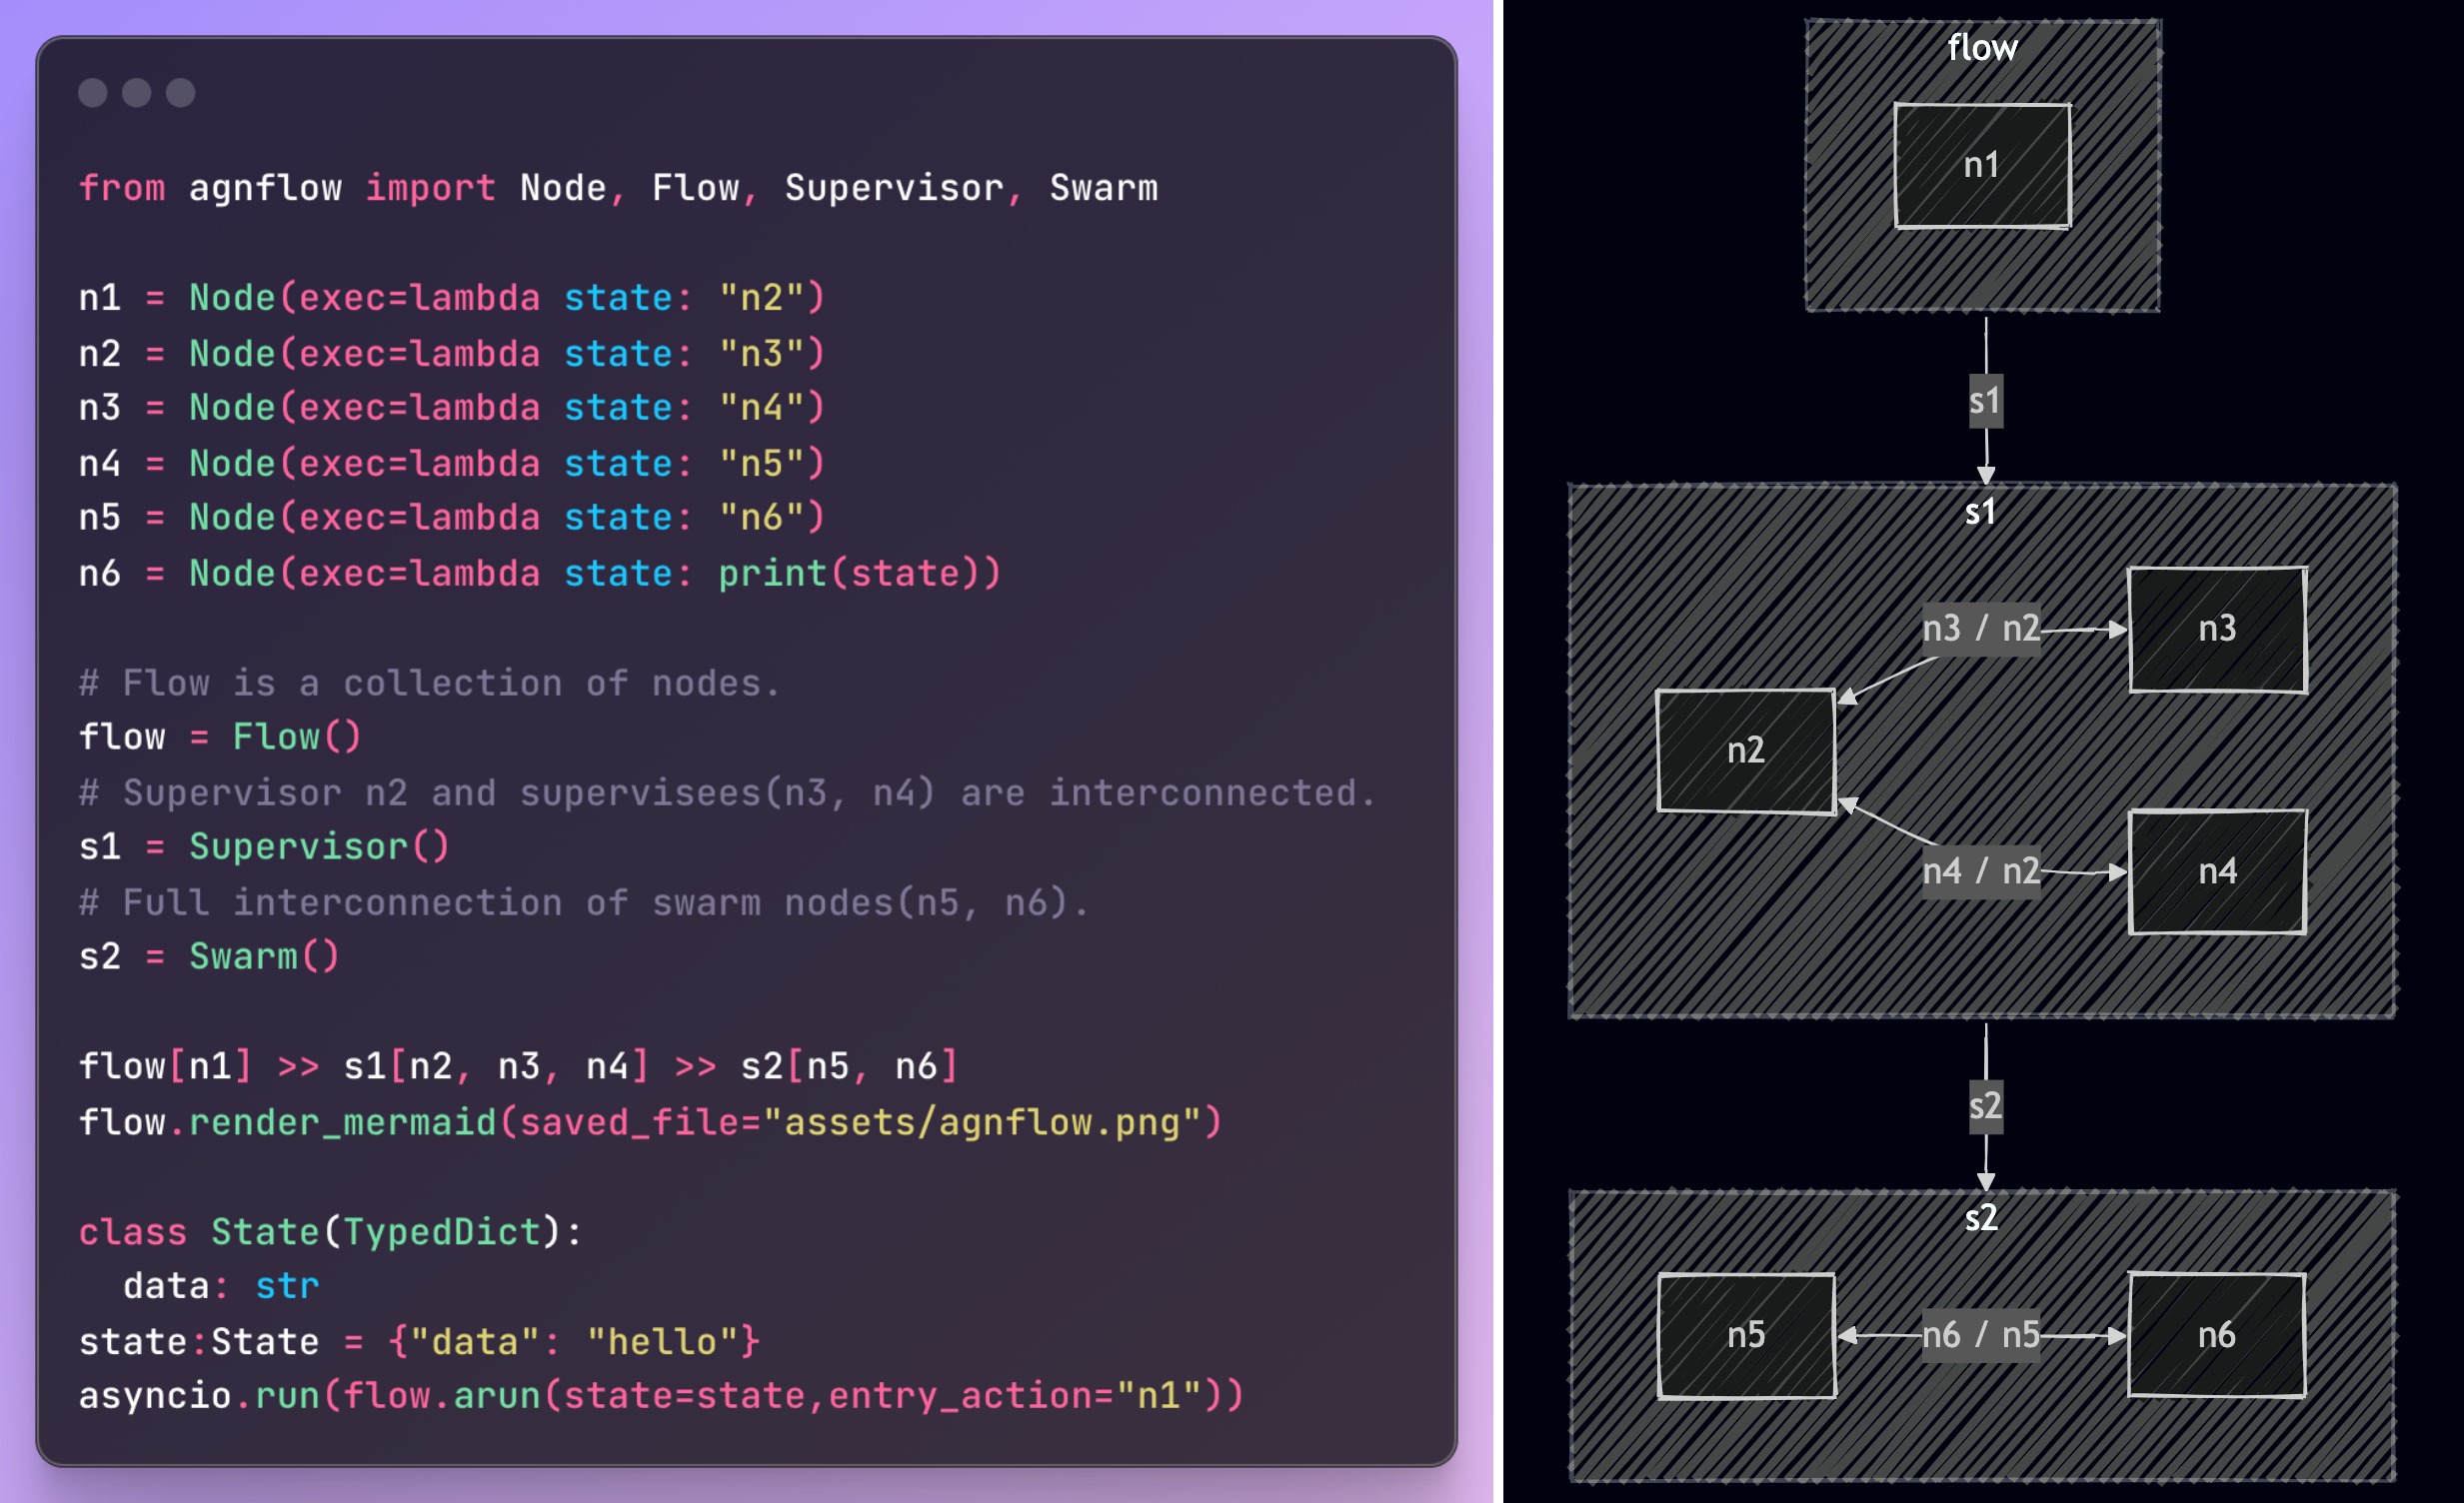 from agnflow import Node, Flow, Supervisor, Swarm
n1 = Node(exec=lambda state: "n2")
n2 = Node(exec=lambda state: "n3")
n3 = Node(exec=lambda state: "n4")
n4 = Node(exec=lambda state: "n5")
n5 = Node(exec=lambda state: "n6")
n6 = Node(exec=lambda state: print(state))
# Flow is a collection of nodes.
flow = Flow()
# Supervisor n2 and supervisees(n3, n4) are interconnected.
s1 = Supervisor()
# Full interconnection of swarm nodes(n5, n6).
s2 = Swarm()
flow[n1] >> s1[n2, n3, n4] >> s2[n5, n6]
flow.render_mermaid(saved_file="assets/agnflow.png")
class State(TypedDict):
  data: str
state:State = {"data": "hello"}
asyncio.run(flow.arun(state=state,entry_action="n1"))
flow
n1
s1
s1
n3 / n2
n3
n2
n4 / n2
n4
s2
s2
n5
n6 / n5
n6